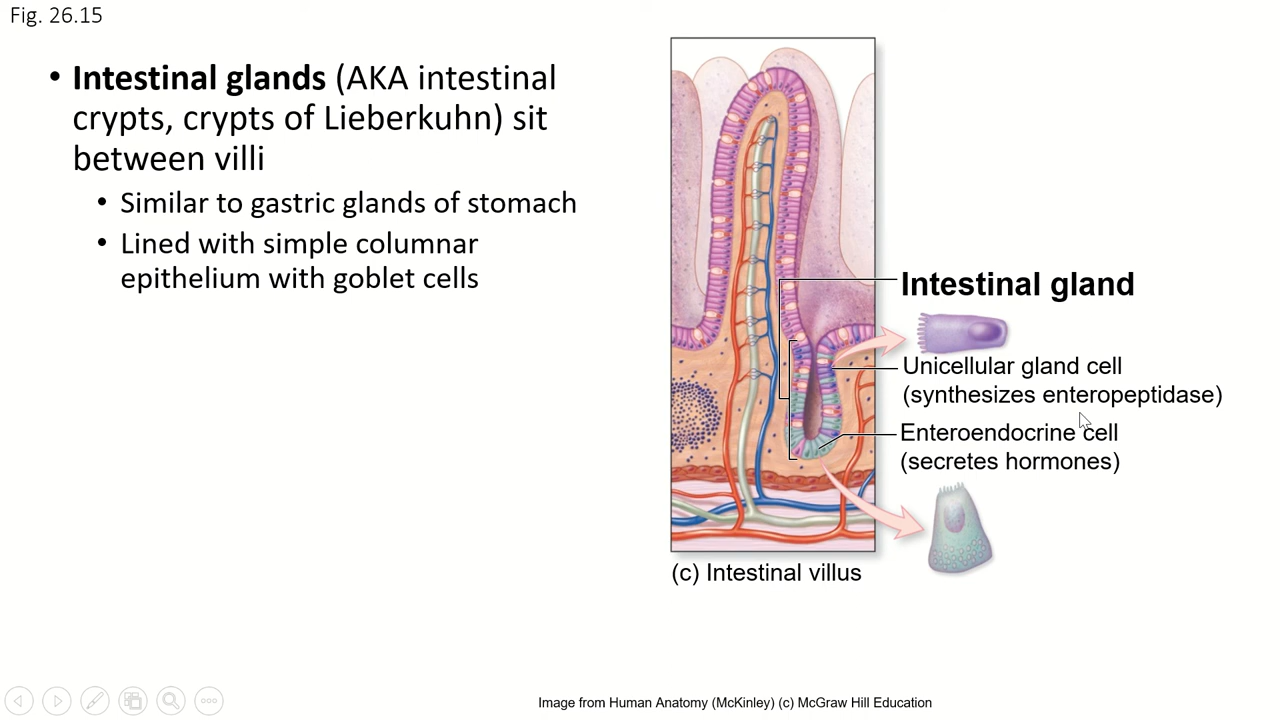 Fig. 26.15
• Intestinal glands (AKA intestinal
crypts, crypts of Lieberkuhn) sit
between villi
• Similar to gastric glands of stomach
• Lined with simple columnar
epithelium with goblet cells
Intestinal gland
Unicellular gland cell
(synthesizes enteropeptidase)
Enteroendocrine cell
(secretes hormones)
(c) Intestinal villus
Image from Human Anatomy (McKinley) (c) McGraw Hill Education